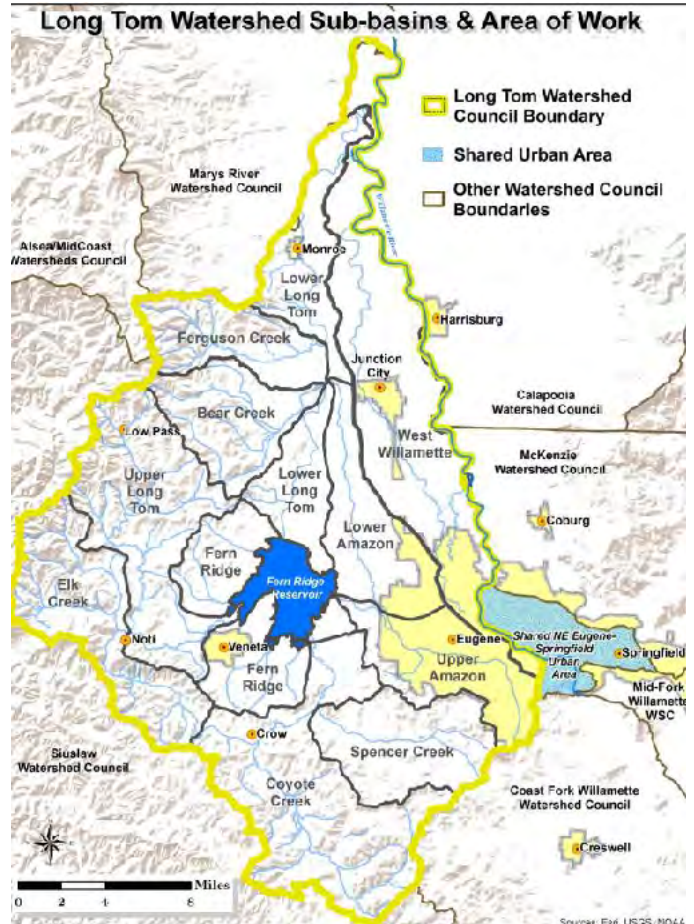 Long Tom Watershed Sub-basins & Area of Work
Long Tom Watershed
Council Boundary
Shared Urban Area
Other Watershed Council
Boundaries
Marys River
Watershed Council
Alsea/MidCoast
Watersheds Council
Monroe
Lower
Long
Tom
Harrisburg
Ferguson Creek
Junction
City
Calapooia
Watershed Council
Bear Creek
Low Pass
West
Willamette
McKenzie
Watershed Council
Upper
Long
Tom
Lower
Long
Tom
Lower
Amazon
Coburg
Fern
Ridge
Fern Ridge
Reservoir
Elk
Creek
Noti
Veneta
Eugene
Shared NE Eugene-
Springfield
Urban
Area
Springfield
Fern
Ridge
Upper
Amazon
Mid-Fork
Willamette
WSC
Crow
Spencer Creek
Siuslaw
Watershed Council
Coyote
Creek
Coast Fork Willamette
Watershed Council
Creswell
Miles
0 2 4 8
Sources: Esri, USGS, NOAA